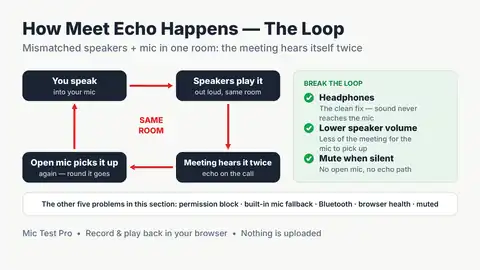 How Meet Echo Happens — The Loop
Mismatched speakers + mic in one room: the meeting hears itself twice
You speak
into your mic
Speakers play it
out loud, same room
SAME
ROOM
Open mic picks it up
again — round it goes
Meeting hears it twice
echo on the call
BREAK THE LOOP
Headphones
The clean fix — sound never
reaches the mic
Lower speaker volume
Less of the meeting for the
mic to pick up
Mute when silent
No open mic, no echo path
The other five problems in this section: permission block · built-in mic fallback · Bluetooth · browser health · muted
Mic Test Pro • Record & play back in your browser • Nothing is uploaded